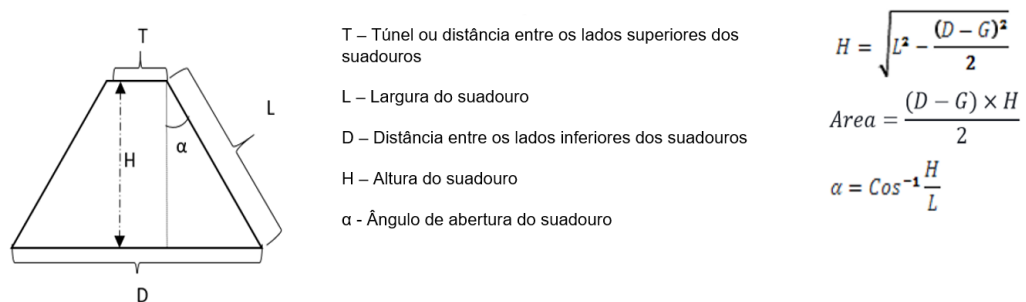 T
L
α
H
D
T – Túnel ou distância entre os lados superiores dos
suadouros
L – Largura do suadouro
D – Distância entre os lados inferiores dos suadouros
H – Altura do suadouro
α - Ângulo de abertura do suadouro
H = √(L² − (D − G)²/2)
Area = ((D − G) × H)/2
α = Cos⁻¹ H/L